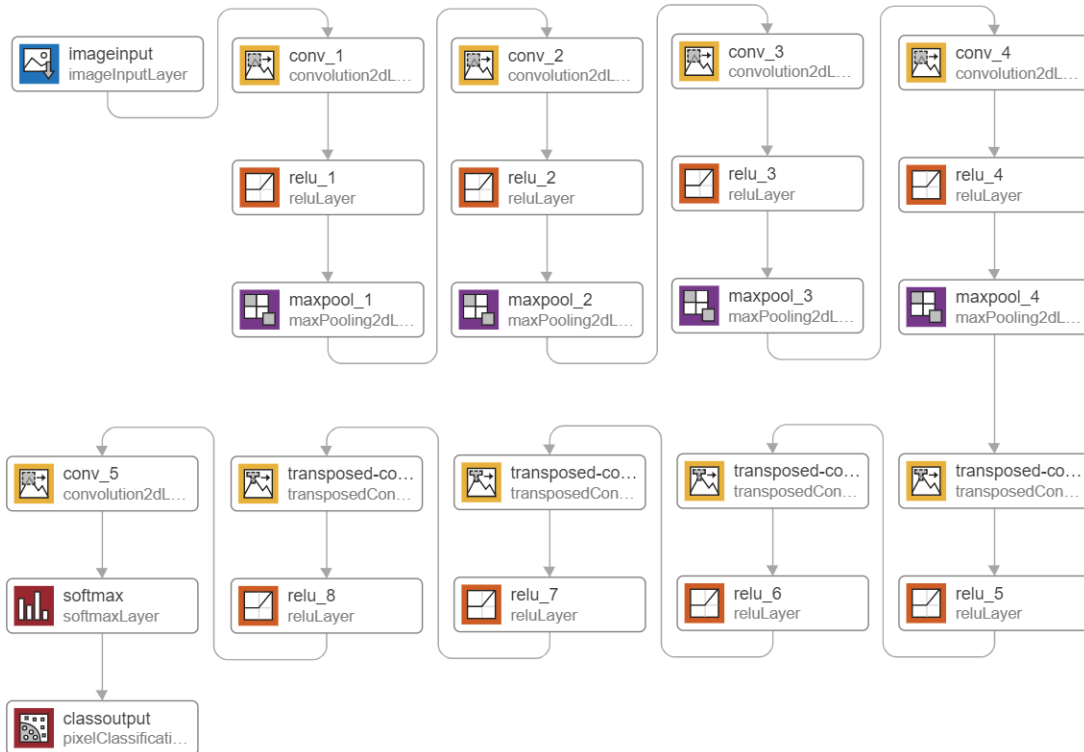 imageinput
imageInputLayer
conv_1
convolution2dL...
relu_1
reluLayer
maxpool_1
maxPooling2dL...
conv_2
convolution2dL...
relu_2
reluLayer
maxpool_2
maxPooling2dL...
conv_3
convolution2dL...
relu_3
reluLayer
maxpool_3
maxPooling2dL...
conv_4
convolution2dL...
relu_4
reluLayer
maxpool_4
maxPooling2dL...
transposed-co...
transposedCon...
relu_5
reluLayer
transposed-co...
transposedCon...
relu_6
reluLayer
transposed-co...
transposedCon...
relu_7
reluLayer
transposed-co...
transposedCon...
relu_8
reluLayer
conv_5
convolution2dL...
softmax
softmaxLayer
classoutput
pixelClassificati...